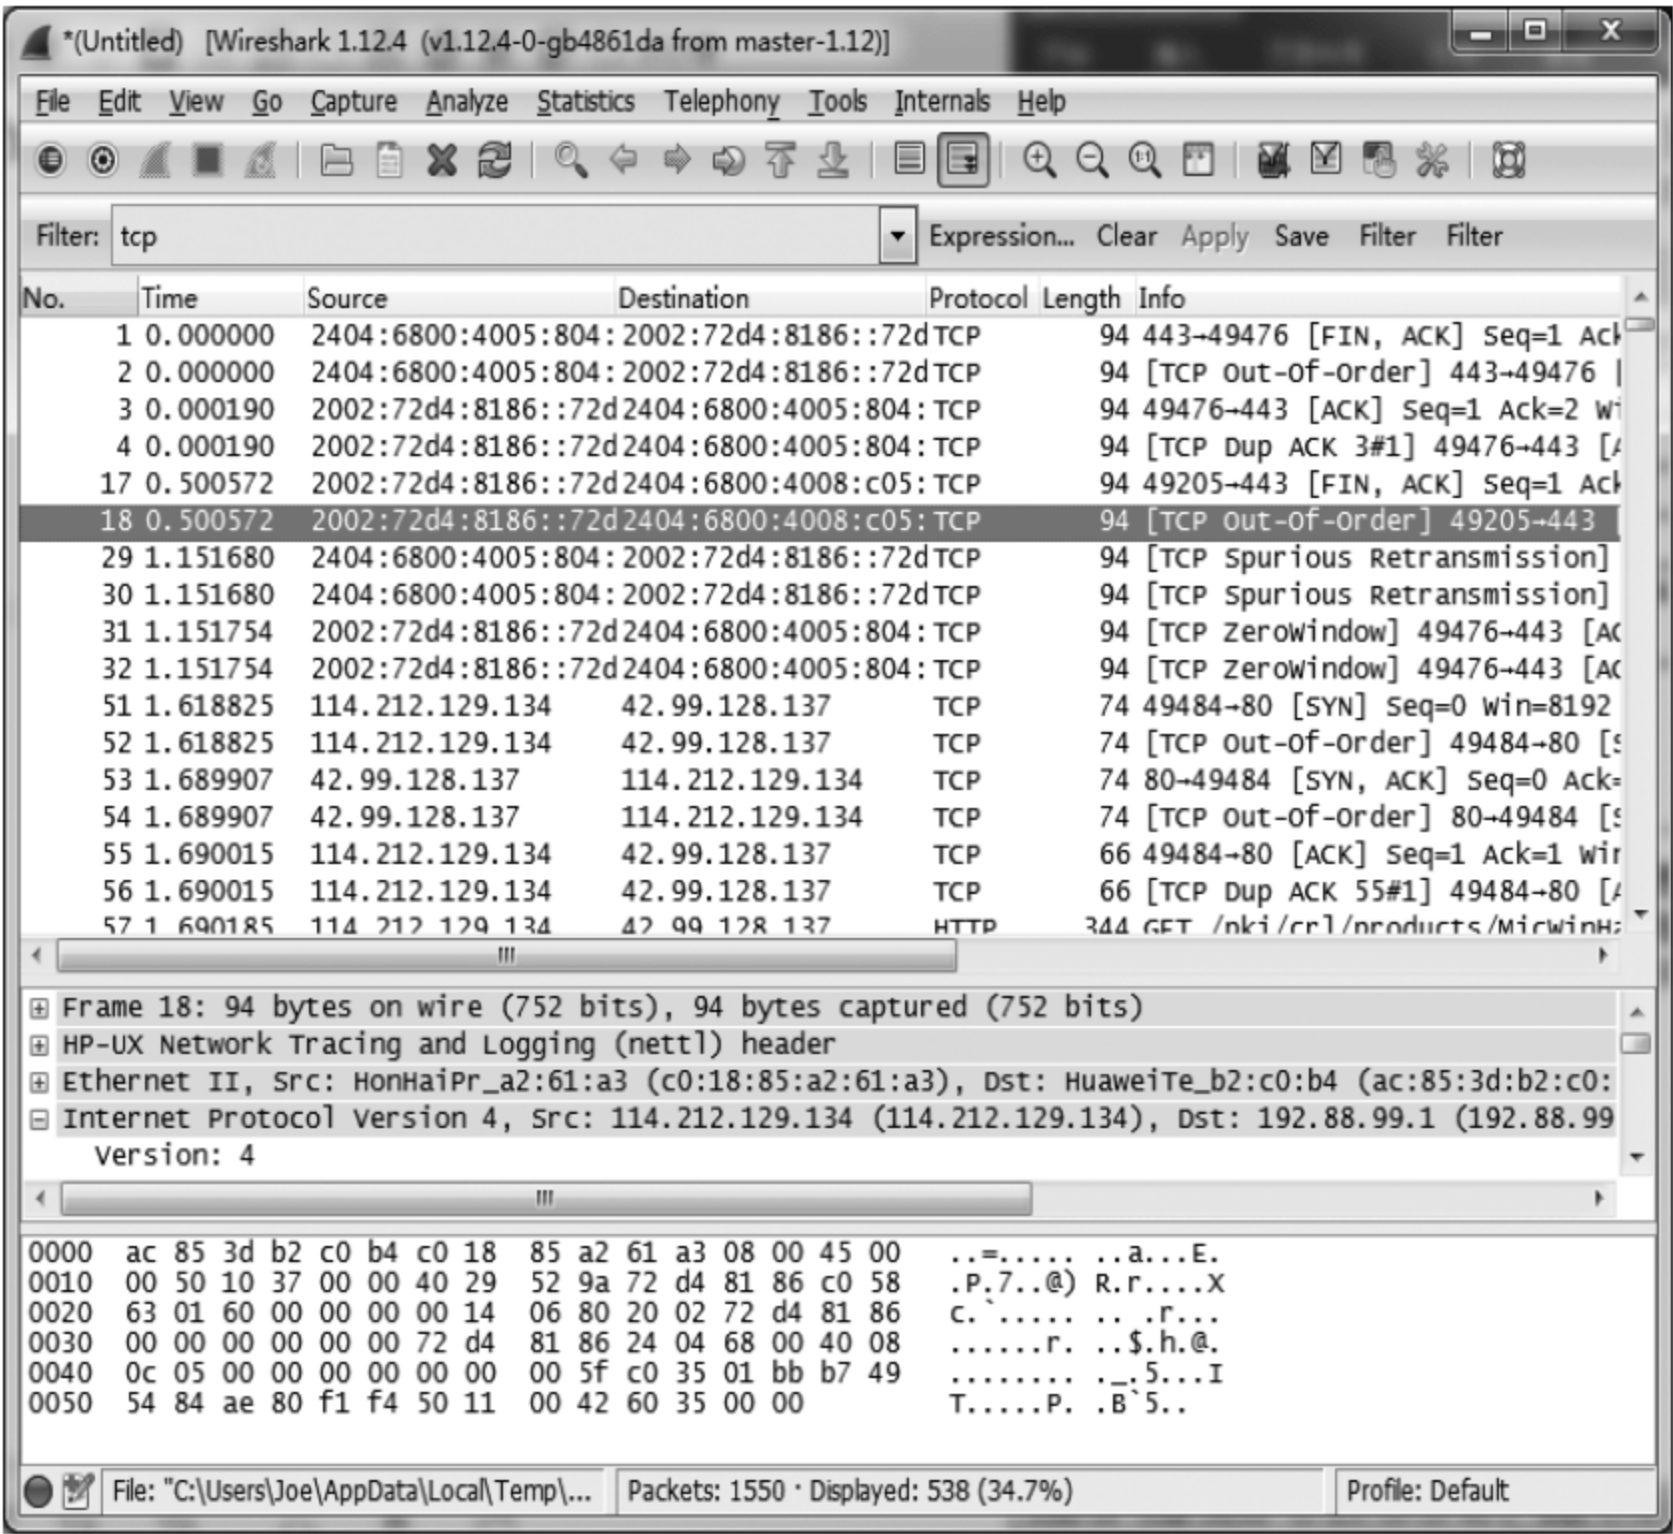 *(Untitled) [Wireshark 1.12.4 (v1.12.4-0-gb4861da from master-1.12)]
File Edit View Go Capture Analyze Statistics Telephony Tools Internals Help
Filter: tcp Expression... Clear Apply Save Filter Filter
No. Time Source Destination Protocol Length Info
1 0.000000 2404:6800:4005:804: 2002:72d4:8186::72d TCP 94 443→49476 [FIN, ACK] Seq=1 Ack
2 0.000000 2404:6800:4005:804: 2002:72d4:8186::72d TCP 94 [TCP Out-Of-Order] 443→49476 [
3 0.000190 2002:72d4:8186::72d 2404:6800:4005:804: TCP 94 49476→443 [ACK] Seq=1 Ack=2 Wi
4 0.000190 2002:72d4:8186::72d 2404:6800:4005:804: TCP 94 [TCP Dup ACK 3#1] 49476→443 [A
17 0.500572 2002:72d4:8186::72d 2404:6800:4008:c05: TCP 94 49205→443 [FIN, ACK] Seq=1 Ack
18 0.500572 2002:72d4:8186::72d 2404:6800:4008:c05: TCP 94 [TCP Out-Of-Order] 49205→443 [
29 1.151680 2404:6800:4005:804: 2002:72d4:8186::72d TCP 94 [TCP Spurious Retransmission]
30 1.151680 2404:6800:4005:804: 2002:72d4:8186::72d TCP 94 [TCP Spurious Retransmission]
31 1.151754 2002:72d4:8186::72d 2404:6800:4005:804: TCP 94 [TCP ZeroWindow] 49476→443 [AC
32 1.151754 2002:72d4:8186::72d 2404:6800:4005:804: TCP 94 [TCP ZeroWindow] 49476→443 [AC
51 1.618825 114.212.129.134 42.99.128.137 TCP 74 49484→80 [SYN] Seq=0 Win=8192
52 1.618825 114.212.129.134 42.99.128.137 TCP 74 [TCP Out-Of-Order] 49484→80 [S
53 1.689907 42.99.128.137 114.212.129.134 TCP 74 80→49484 [SYN, ACK] Seq=0 Ack=
54 1.689907 42.99.128.137 114.212.129.134 TCP 74 [TCP Out-Of-Order] 80→49484 [S
55 1.690015 114.212.129.134 42.99.128.137 TCP 66 49484→80 [ACK] Seq=1 Ack=1 Win
56 1.690015 114.212.129.134 42.99.128.137 TCP 66 [TCP Dup ACK 55#1] 49484→80 [A
57 1.690185 114.212.129.134 42.99.128.137 HTTP 344 GET /pki/crl/products/MicWinHa
Frame 18: 94 bytes on wire (752 bits), 94 bytes captured (752 bits)
HP-UX Network Tracing and Logging (nettl) header
Ethernet II, Src: HonHaiPr_a2:61:a3 (c0:18:85:a2:61:a3), Dst: HuaweiTe_b2:c0:b4 (ac:85:3d:b2:c0:
Internet Protocol Version 4, Src: 114.212.129.134 (114.212.129.134), Dst: 192.88.99.1 (192.88.99
Version: 4
0000 ac 85 3d b2 c0 b4 c0 18 85 a2 61 a3 08 00 45 00 ..=..... ..a...E.
0010 00 50 10 37 00 00 40 29 52 9a 72 d4 81 86 c0 58 .P.7..@) R.r....X
0020 63 01 60 00 00 00 00 14 06 80 20 02 72 d4 81 86 c.`..... .. .r...
0030 00 00 00 00 00 00 72 d4 81 86 24 04 68 00 40 08 ......r. ..$.h.@.
0040 0c 05 00 00 00 00 00 00 00 5f c0 35 01 bb b7 49 ........ ._.5...I
0050 54 84 ae 80 f1 f4 50 11 00 42 60 35 00 00 T.....P. .B`5..
File: "C:\Users\Joe\AppData\Local\Temp\... Packets: 1550 · Displayed: 538 (34.7%) Profile: Default